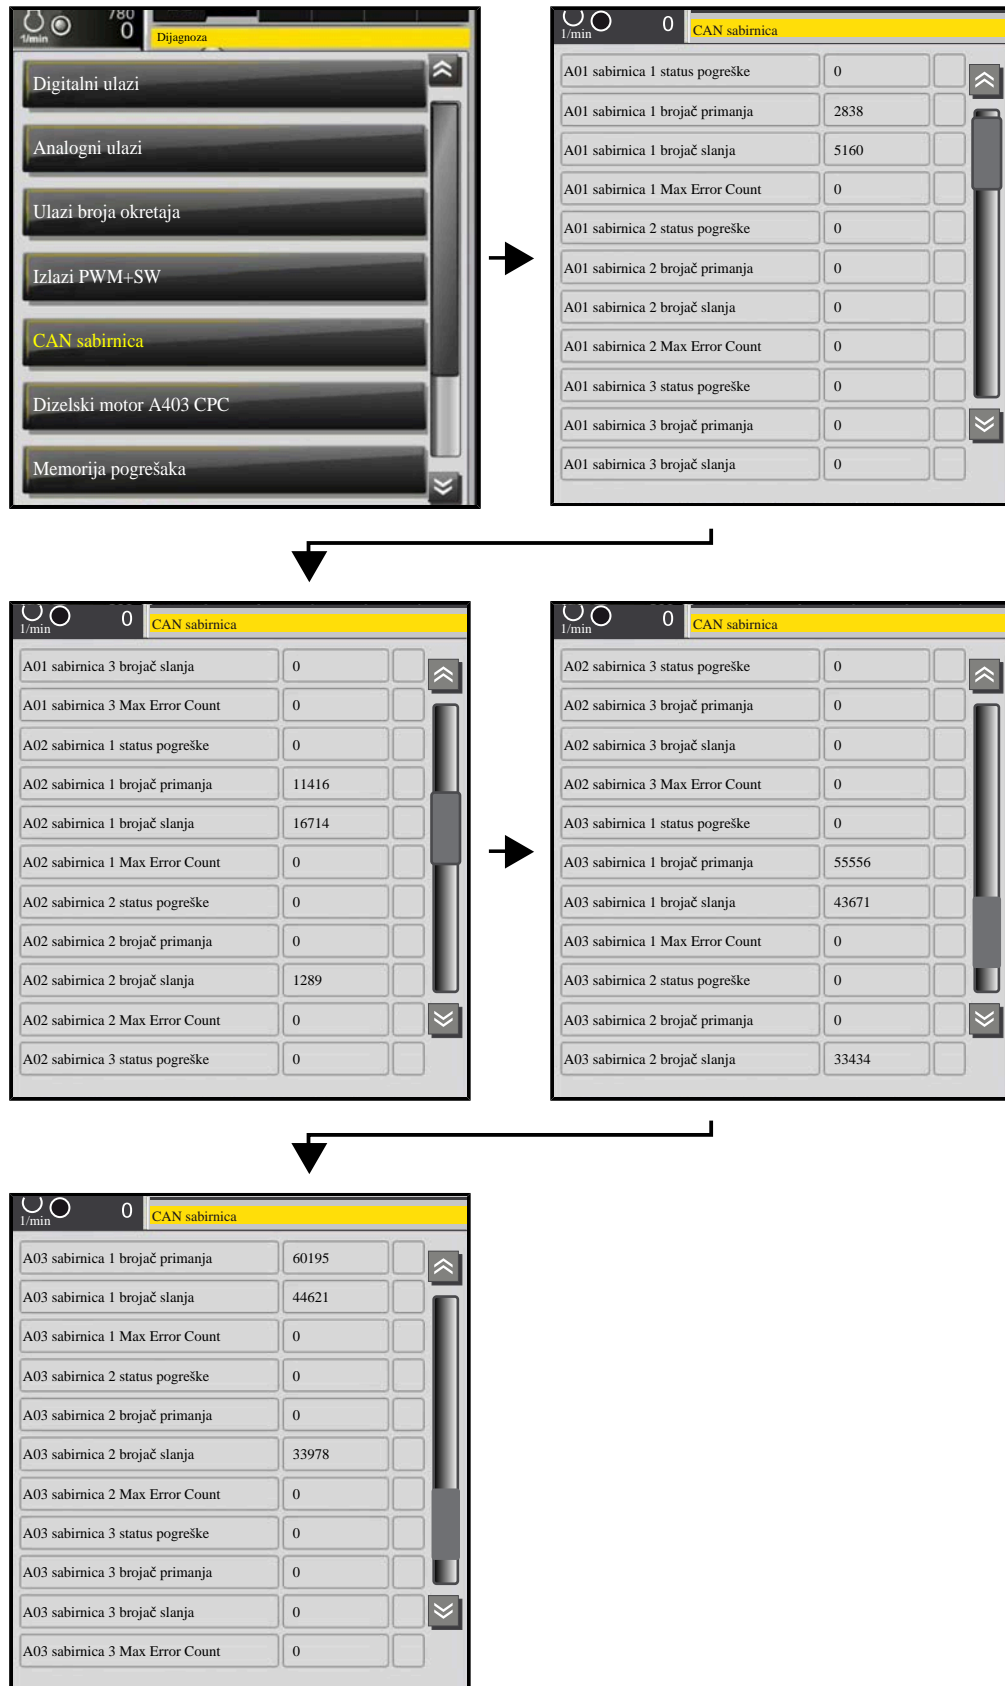 780
1/min
0
Dijagnoza
Digitalni ulazi
Analogni ulazi
Ulazi broja okretaja
Izlazi PWM+SW
CAN sabirnica
Dizelski motor A403 CPC
Memorija pogrešaka
1/min
0
CAN sabirnica
A01 sabirnica 1 status pogreške 0
A01 sabirnica 1 brojač primanja 2838
A01 sabirnica 1 brojač slanja 5160
A01 sabirnica 1 Max Error Count 0
A01 sabirnica 2 status pogreške 0
A01 sabirnica 2 brojač primanja 0
A01 sabirnica 2 brojač slanja 0
A01 sabirnica 2 Max Error Count 0
A01 sabirnica 3 status pogreške 0
A01 sabirnica 3 brojač primanja 0
A01 sabirnica 3 brojač slanja 0
1/min
0
CAN sabirnica
A01 sabirnica 3 brojač slanja 0
A01 sabirnica 3 Max Error Count 0
A02 sabirnica 1 status pogreške 0
A02 sabirnica 1 brojač primanja 11416
A02 sabirnica 1 brojač slanja 16714
A02 sabirnica 1 Max Error Count 0
A02 sabirnica 2 status pogreške 0
A02 sabirnica 2 brojač primanja 0
A02 sabirnica 2 brojač slanja 1289
A02 sabirnica 2 Max Error Count 0
A02 sabirnica 3 status pogreške 0
1/min
0
CAN sabirnica
A02 sabirnica 3 status pogreške 0
A02 sabirnica 3 brojač primanja 0
A02 sabirnica 3 brojač slanja 0
A02 sabirnica 3 Max Error Count 0
A03 sabirnica 1 status pogreške 0
A03 sabirnica 1 brojač primanja 55556
A03 sabirnica 1 brojač slanja 43671
A03 sabirnica 1 Max Error Count 0
A03 sabirnica 2 status pogreške 0
A03 sabirnica 2 brojač primanja 0
A03 sabirnica 2 brojač slanja 33434
1/min
0
CAN sabirnica
A03 sabirnica 1 brojač primanja 60195
A03 sabirnica 1 brojač slanja 44621
A03 sabirnica 1 Max Error Count 0
A03 sabirnica 2 status pogreške 0
A03 sabirnica 2 brojač primanja 0
A03 sabirnica 2 brojač slanja 33978
A03 sabirnica 2 Max Error Count 0
A03 sabirnica 3 status pogreške 0
A03 sabirnica 3 brojač primanja 0
A03 sabirnica 3 brojač slanja 0
A03 sabirnica 3 Max Error Count 0